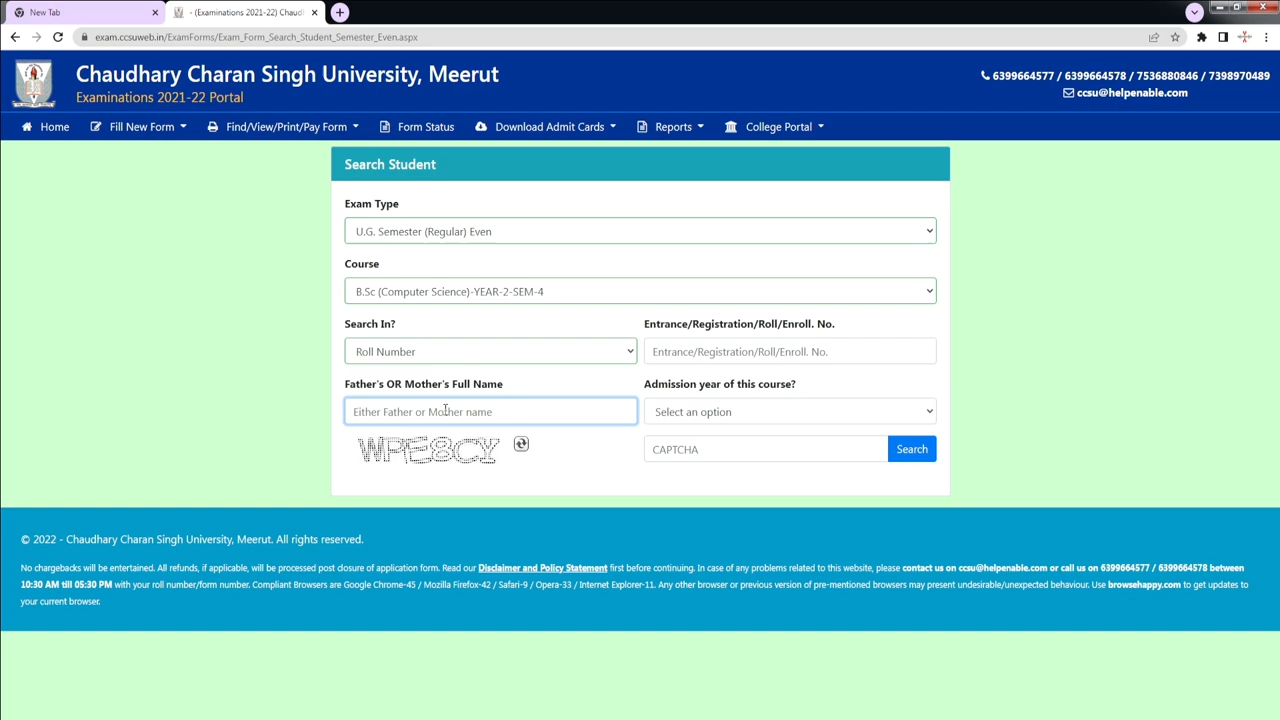 New Tab
- (Examinations 2021-22) Chaud
exam.ccsuweb.in/ExamForms/Exam_Form_Search_Student_Semester_Even.aspx
Chaudhary Charan Singh University, Meerut
Examinations 2021-22 Portal
6399664577 / 6399664578 / 7536880846 / 7398970489
ccsu@helpenable.com
Home Fill New Form Find/View/Print/Pay Form Form Status Download Admit Cards Reports College Portal
Search Student
Exam Type
U.G. Semester (Regular) Even
Course
B.Sc (Computer Science)-YEAR-2-SEM-4
Search In? Entrance/Registration/Roll/Enroll. No.
Roll Number Entrance/Registration/Roll/Enroll. No.
Father's OR Mother's Full Name Admission year of this course?
Either Father or Mother name Select an option
WPE8CY CAPTCHA Search
© 2022 - Chaudhary Charan Singh University, Meerut. All rights reserved.
No chargebacks will be entertained. All refunds, if applicable, will be processed post closure of application form. Read our Disclaimer and Policy Statement first before continuing. In case of any problems related to this website, please contact us on ccsu@helpenable.com or call us on 6399664577 / 6399664578 between
10:30 AM till 05:30 PM with your roll number/form number. Compliant Browsers are Google Chrome-45 / Mozilla Firefox-42 / Safari-9 / Opera-33 / Internet Explorer-11. Any other browser or previous version of pre-mentioned browsers may present undesirable/unexpected behaviour. Use browsehappy.com to get updates to
your current browser.